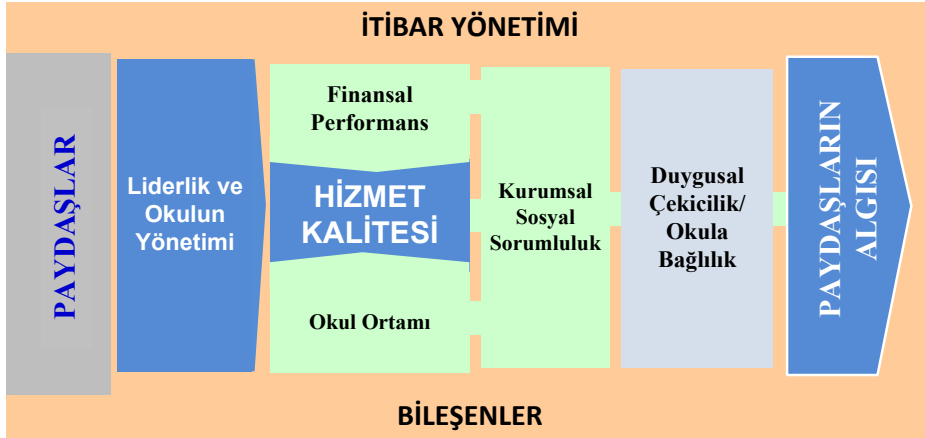 İTİBAR YÖNETİMİ
PAYDAŞLAR
Liderlik ve
Okulun
Yönetimi
Finansal
Performans
HİZMET
KALİTESİ
Okul Ortamı
Kurumsal
Sosyal
Sorumluluk
Duygusal
Çekicilik/
Okula
Bağlılık
PAYDAŞLARIN
ALGISI
BİLEŞENLER